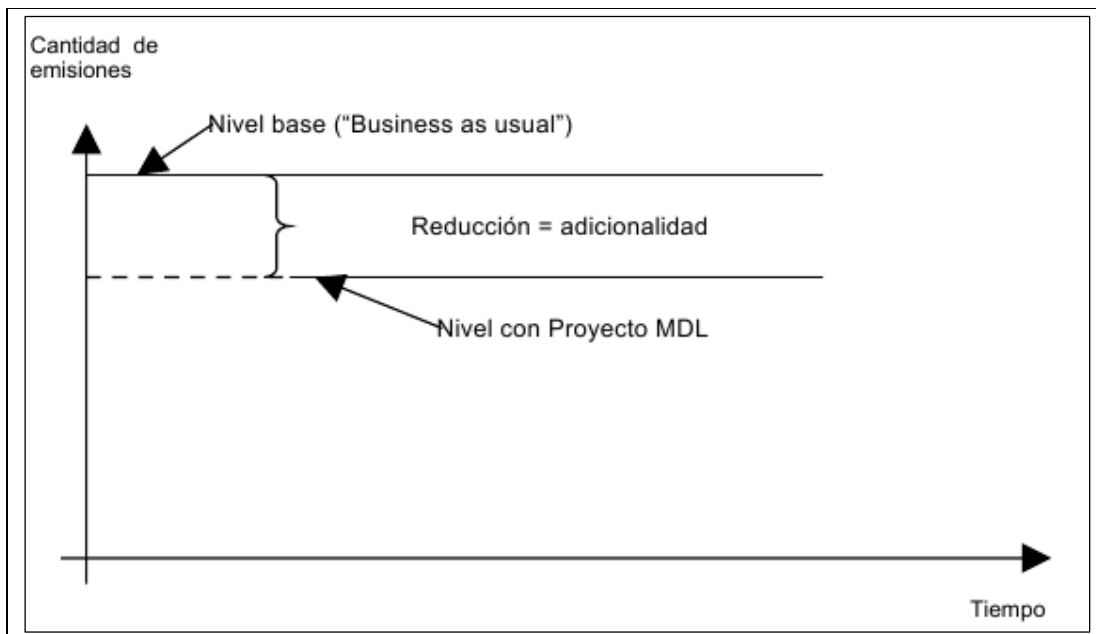 Cantidad de
emisiones
Nivel base (“Business as usual”)
Reducción = adicionalidad
Nivel con Proyecto MDL
Tiempo